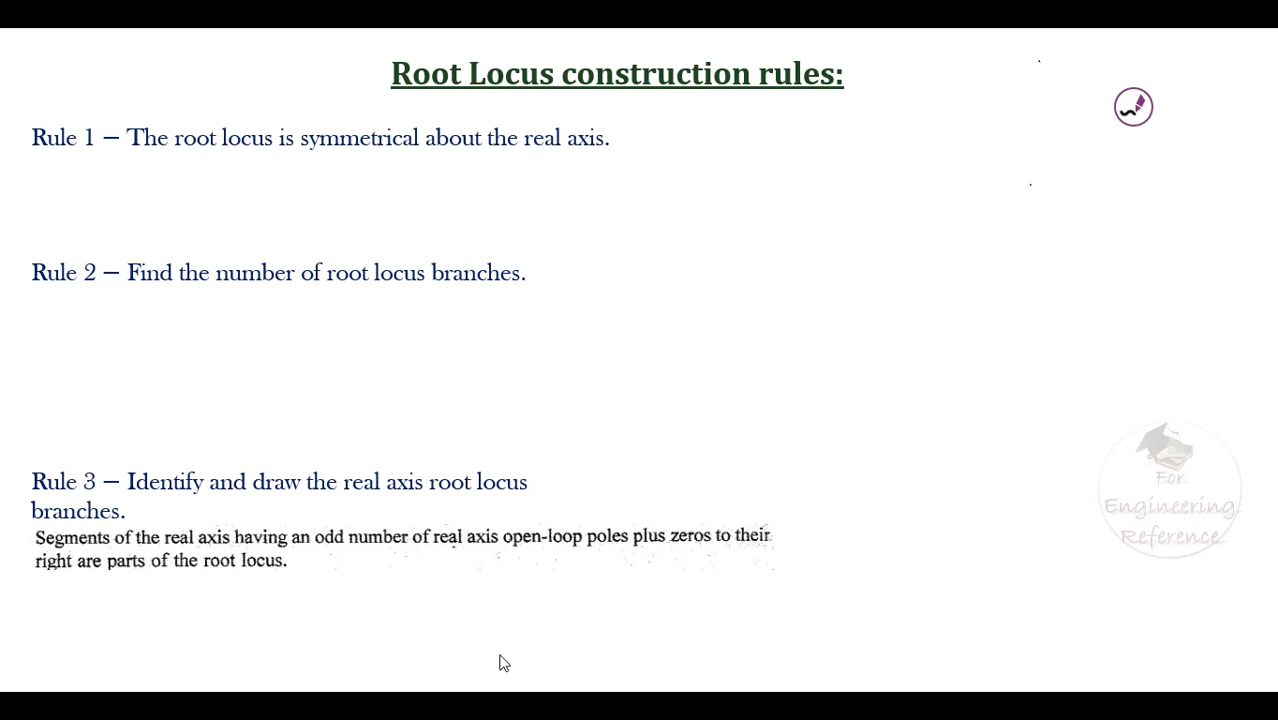 Root Locus construction rules:
Rule 1 – The root locus is symmetrical about the real axis.
Rule 2 – Find the number of root locus branches.
Rule 3 – Identify and draw the real axis root locus
branches.
Segments of the real axis having an odd number of real axis open-loop poles plus zeros to their
right are parts of the root locus.
For
Engineering
Reference